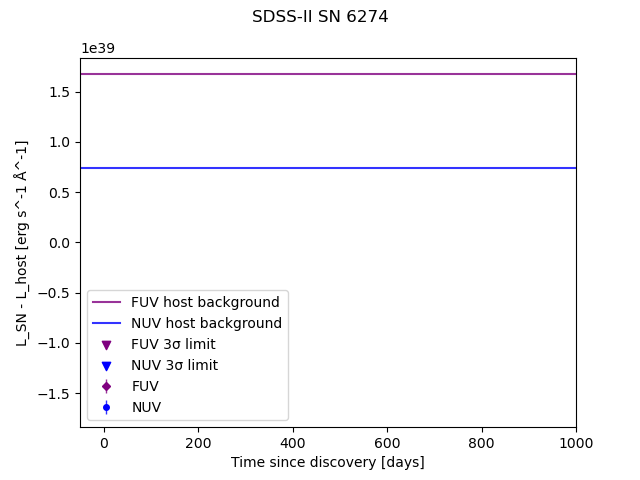 SDSS-II SN 6274
1e39
1.5
1.0
0.5
0.0
−0.5
−1.0
−1.5
L_SN - L_host [erg s^-1 Å^-1]
FUV host background
NUV host background
FUV 3σ limit
NUV 3σ limit
FUV
NUV
0 200 400 600 800 1000
Time since discovery [days]